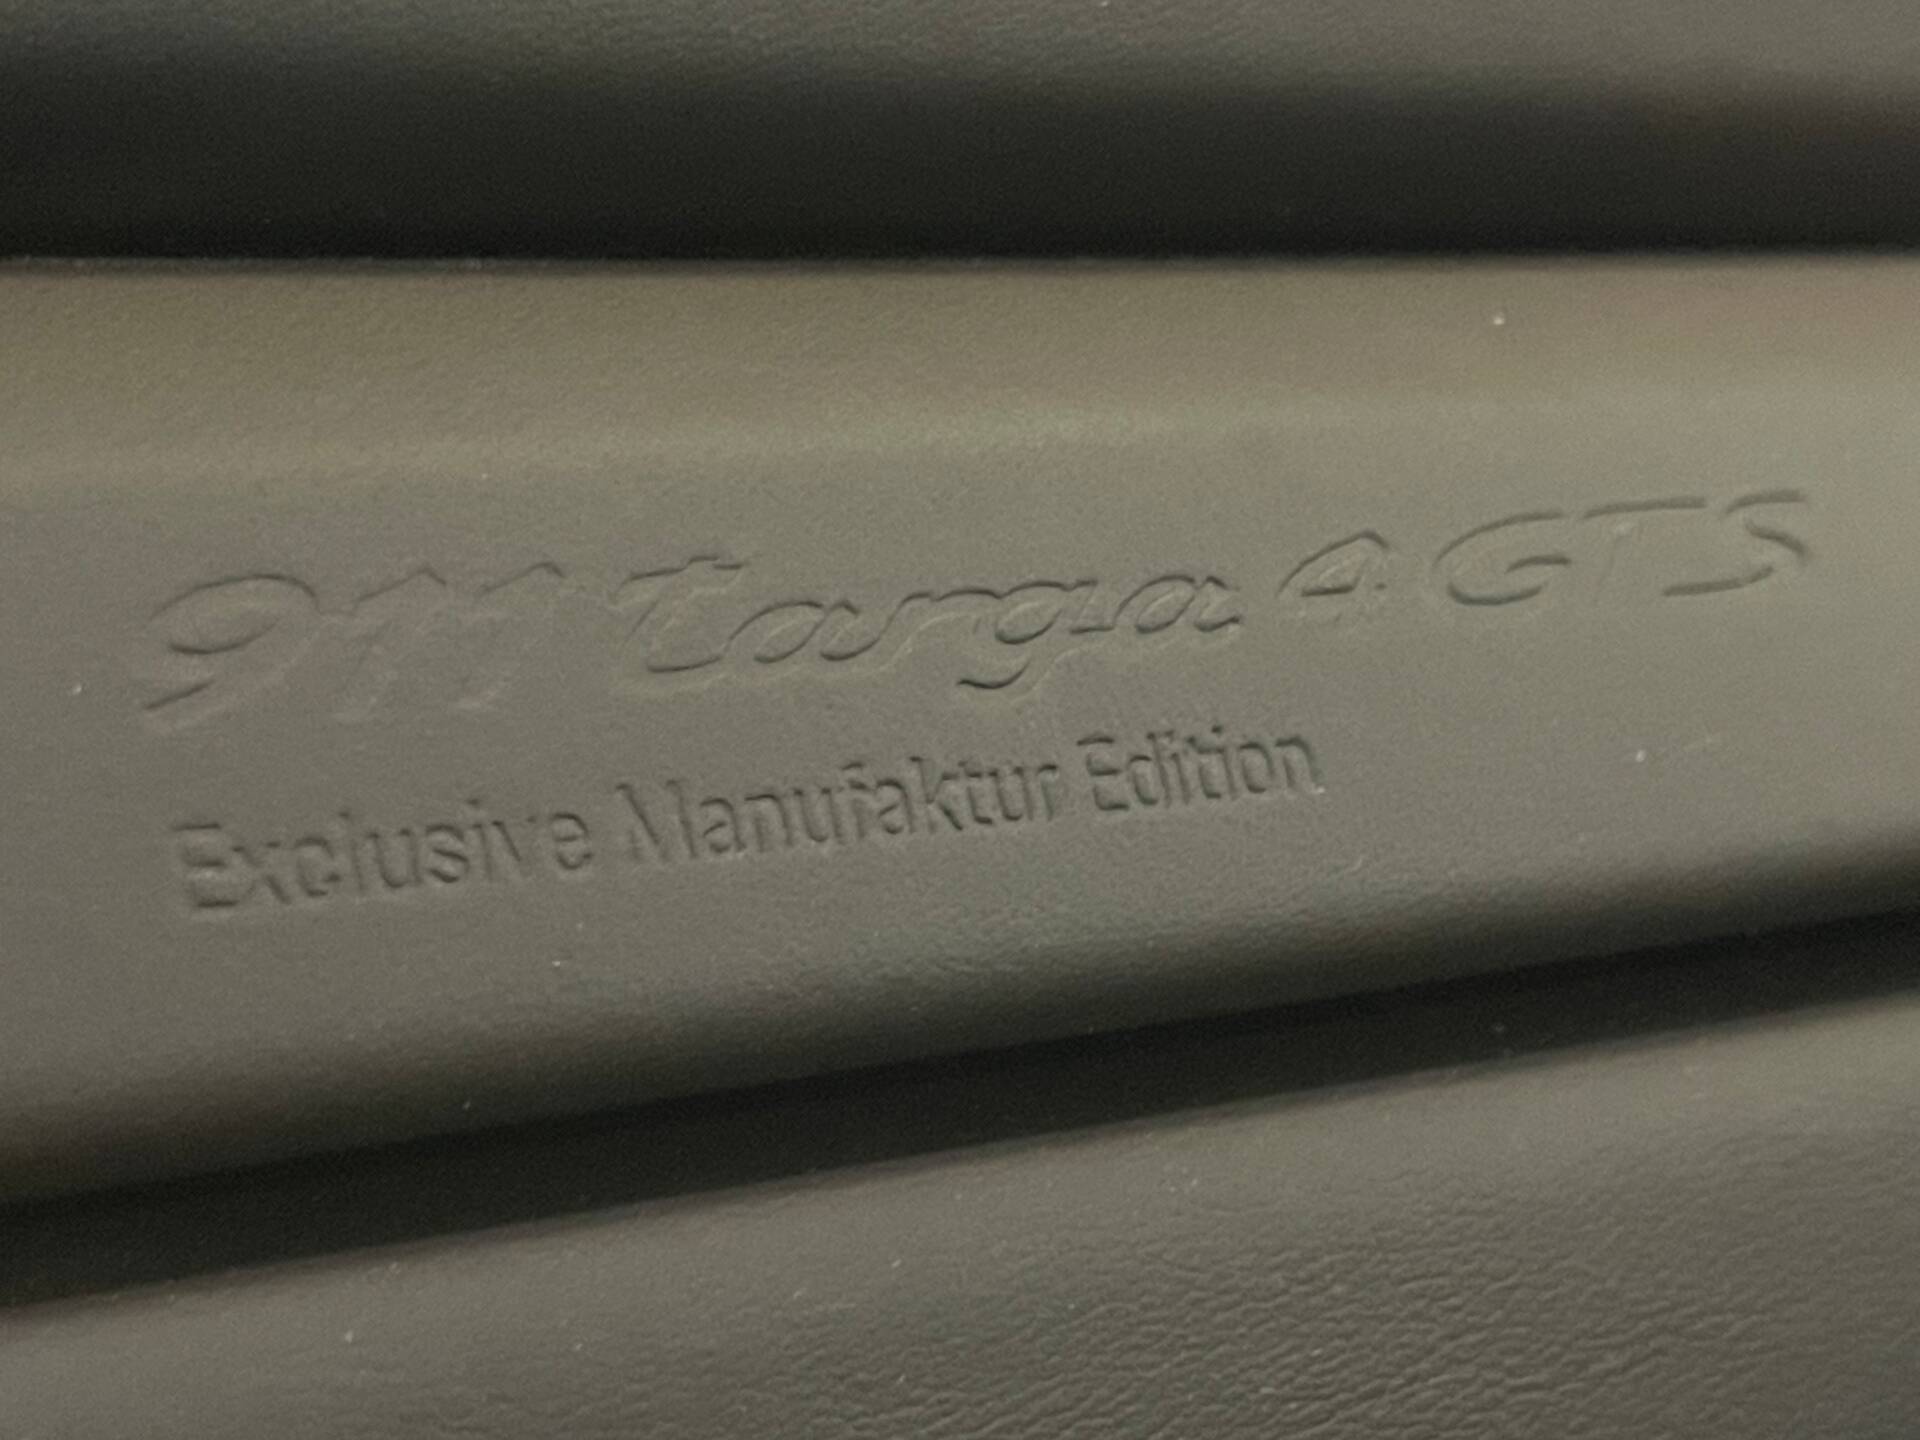 911 targa 4 GTS
Exclusive Manufaktur Edition